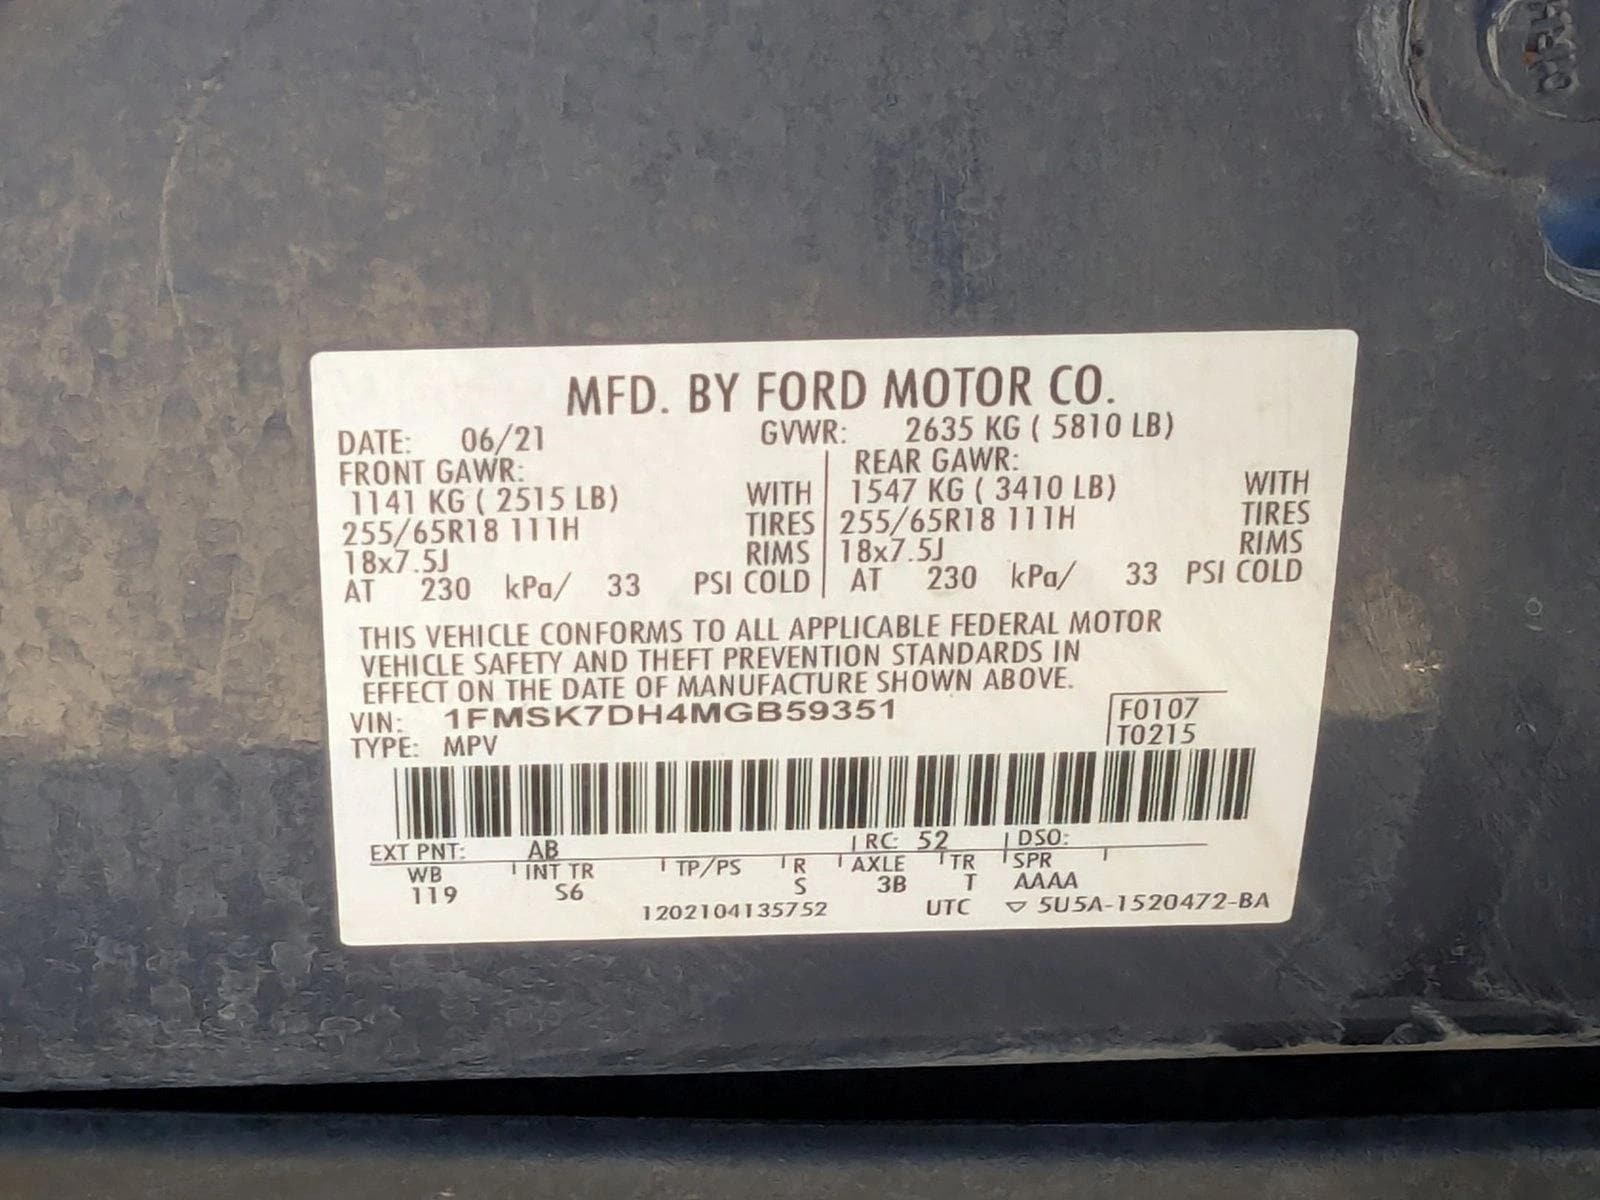 MFD. BY FORD MOTOR CO.
DATE: 06/21 GVWR: 2635 KG ( 5810 LB)
FRONT GAWR: REAR GAWR:
1141 KG ( 2515 LB) WITH 1547 KG ( 3410 LB) WITH
255/65R18 111H TIRES 255/65R18 111H TIRES
18x7.5J RIMS 18x7.5J RIMS
AT 230 kPa/ 33 PSI COLD AT 230 kPa/ 33 PSI COLD
THIS VEHICLE CONFORMS TO ALL APPLICABLE FEDERAL MOTOR
VEHICLE SAFETY AND THEFT PREVENTION STANDARDS IN
EFFECT ON THE DATE OF MANUFACTURE SHOWN ABOVE.
VIN: 1FMSK7DH4MGB59351 F0107
TYPE: MPV T0215
EXT PNT: AB RC: 52 DSO:
WB INT TR TP/PS R AXLE TR SPR
119 S6 S 3B T AAAA
1202104135752 UTC ▽ 5U5A-1520472-BA